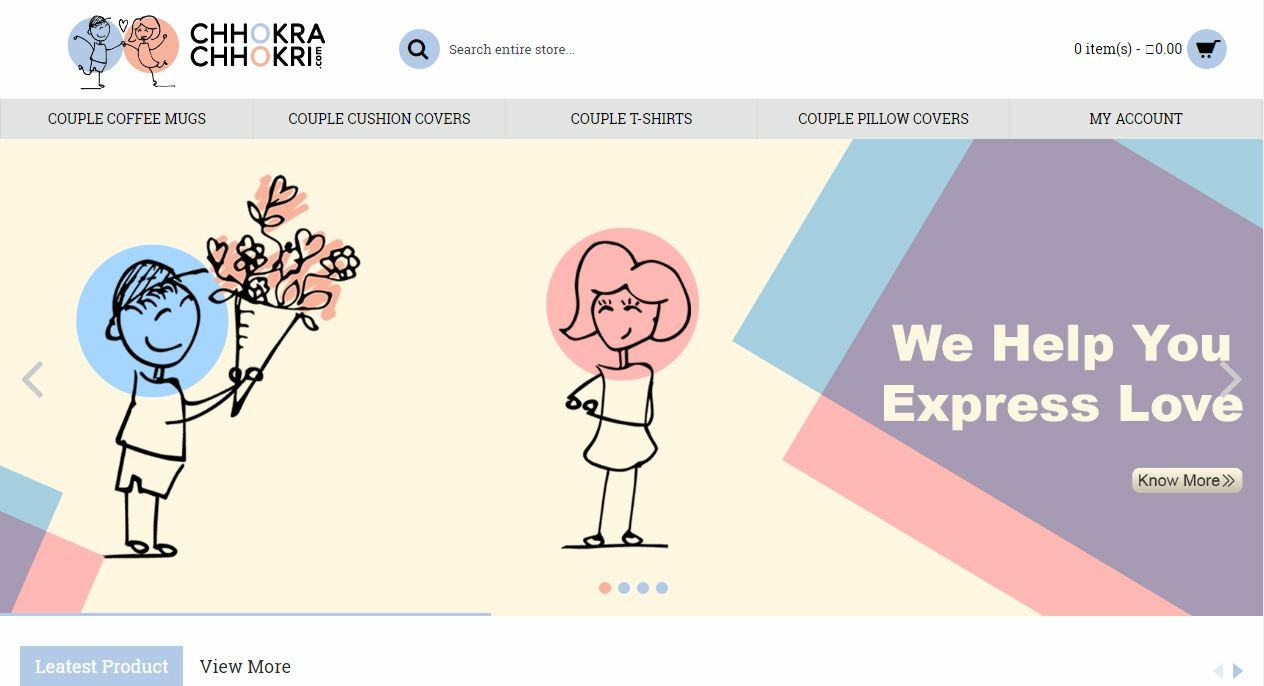 CHHOKRA
CHHOKRI.com
Search entire store...
0 item(s) - 0.00
COUPLE COFFEE MUGS
COUPLE CUSHION COVERS
COUPLE T-SHIRTS
COUPLE PILLOW COVERS
MY ACCOUNT
We Help You
Express Love
Know More
Leatest Product
View More